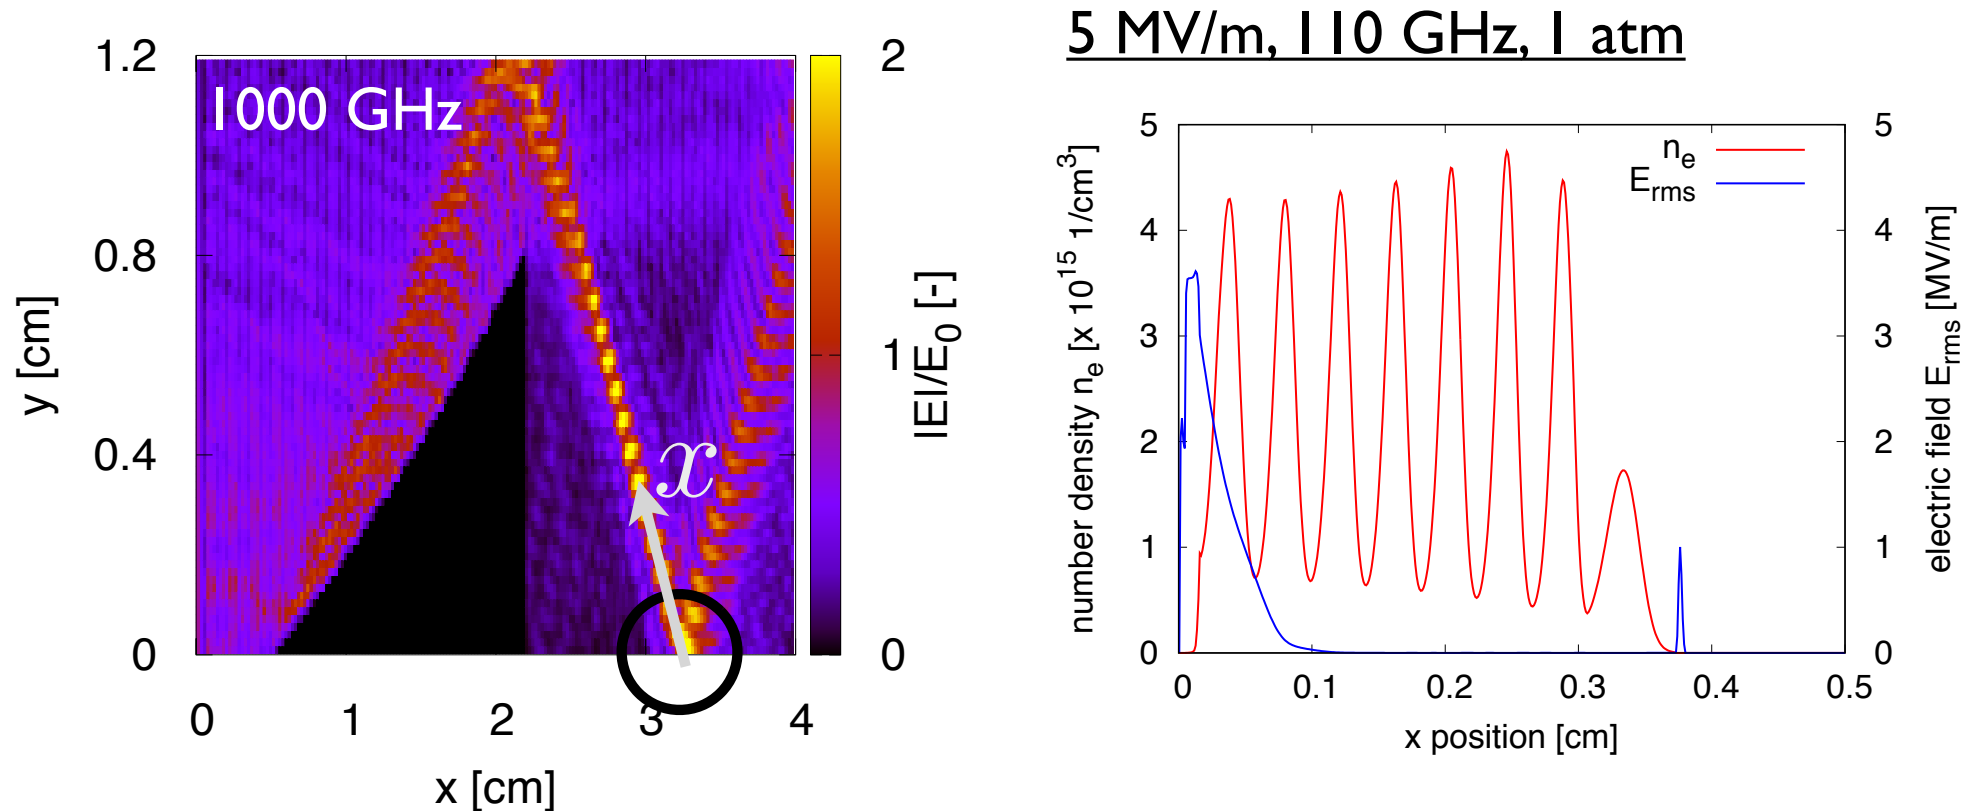 5 MV/m, 110 GHz, 1 atm
1000 GHz
1.2
0.8
0.4
0
y [cm]
0 1 2 3 4
x [cm]
x
2
1
0
|E|/E0 [-]
5
4
3
2
1
0
number density ne [x 10^15 1/cm^3]
ne
Erms
5
4
3
2
1
0
electric field Erms [MV/m]
0 0.1 0.2 0.3 0.4 0.5
x position [cm]